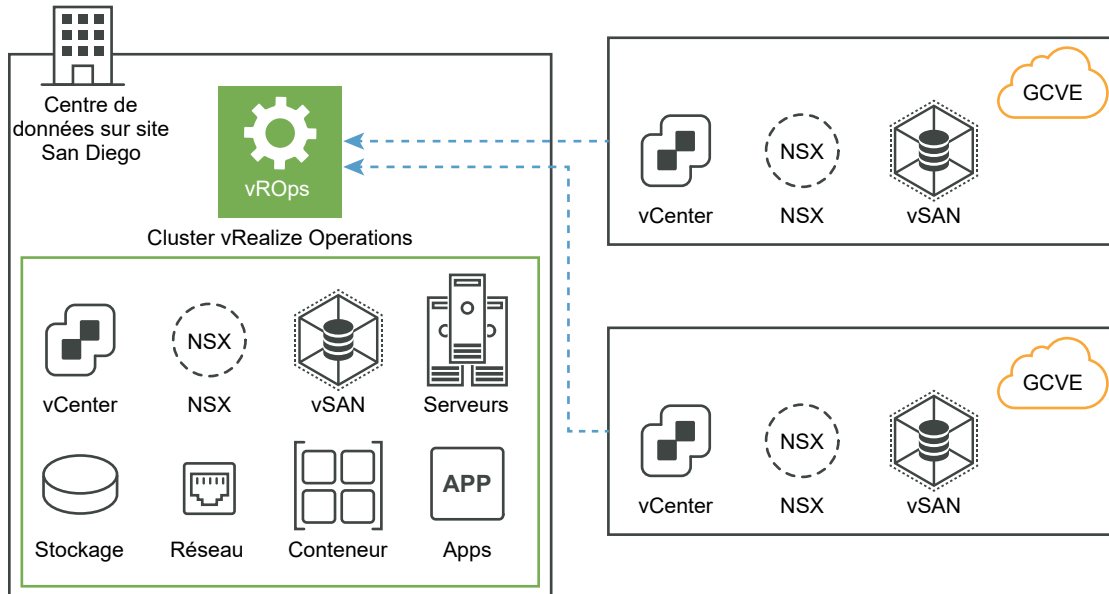 Centre de
données sur site
San Diego
vROps
Cluster vRealize Operations
NSX
vCenter
NSX
vSAN
Serveurs
APP
Stockage
Réseau
Conteneur
Apps
GCVE
NSX
vCenter
NSX
vSAN
GCVE
NSX
vCenter
NSX
vSAN